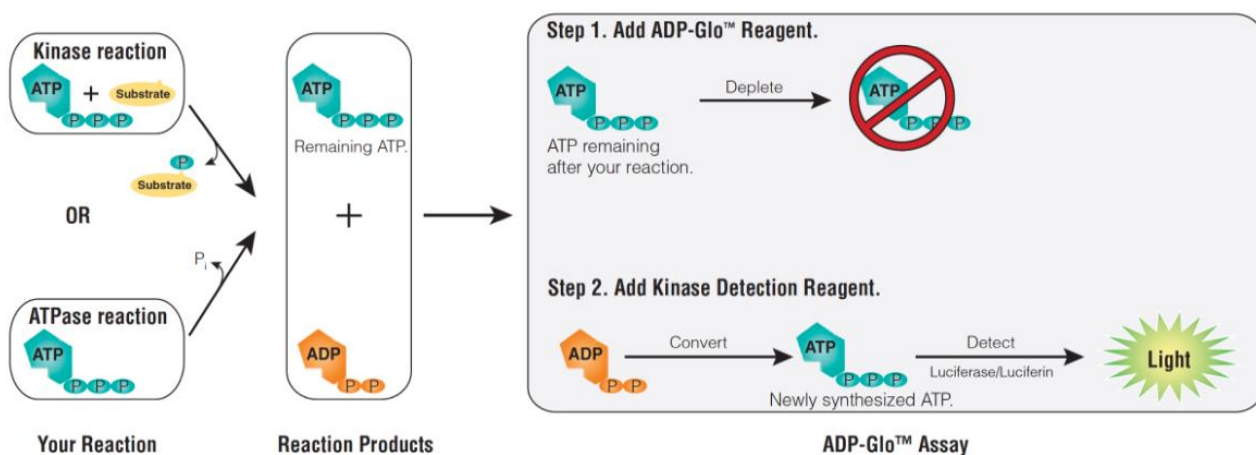 Kinase reaction
ATP + Substrate
P P P
P
Substrate
OR
Pi
ATPase reaction
ATP
P P P
Your Reaction
ATP
P P P
Remaining ATP.
+
ADP
P P
Reaction Products
Step 1. Add ADP-Glo™ Reagent.
ATP
P P P
Deplete
ATP
P P P
ATP remaining
after your reaction.
Step 2. Add Kinase Detection Reagent.
ADP
P P
Convert
ATP
P P P
Newly synthesized ATP.
Detect
Luciferase/Luciferin
Light
ADP-Glo™ Assay